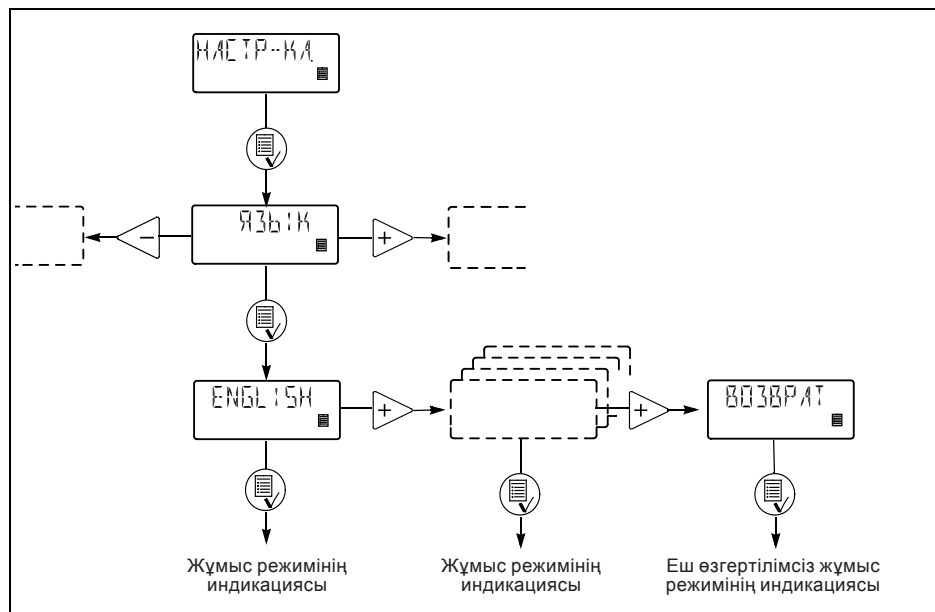 НАСТР-КА
ЯЗЫК
ENGLISH
ВОЗВРАТ
Жұмыс режимінің
индикациясы
Жұмыс режимінің
индикациясы
Еш өзгертілімсіз жұмыс
режимінің индикациясы